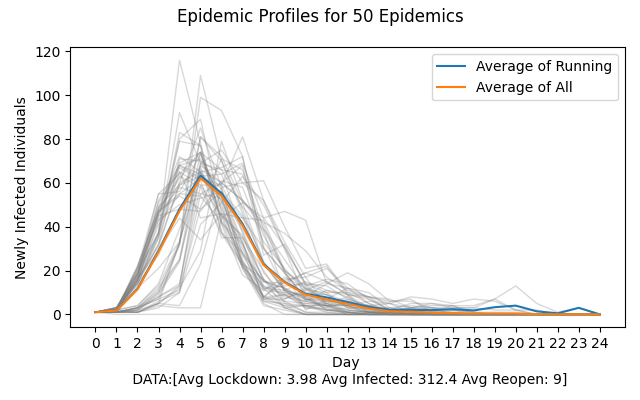 Epidemic Profiles for 50 Epidemics
Newly Infected Individuals
120
100
80
60
40
20
0
Average of Running
Average of All
0 1 2 3 4 5 6 7 8 9 10 11 12 13 14 15 16 17 18 19 20 21 22 23 24
Day
DATA:[Avg Lockdown: 3.98 Avg Infected: 312.4 Avg Reopen: 9]